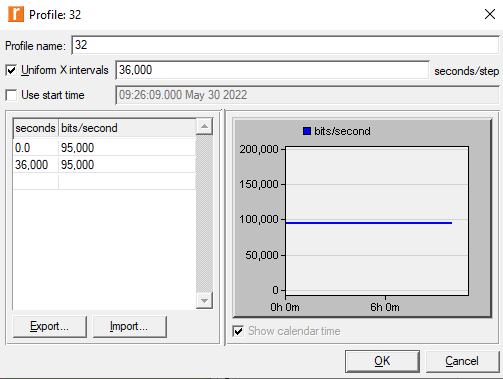 Profile: 32
Profile name: 32
Uniform X intervals 36,000 seconds/step
Use start time 09:26:09.000 May 30 2022
seconds bits/second
0.0 95,000
36,000 95,000
bits/second
200,000
150,000
100,000
50,000
0
0h 0m 6h 0m
Export... Import...
Show calendar time
OK Cancel